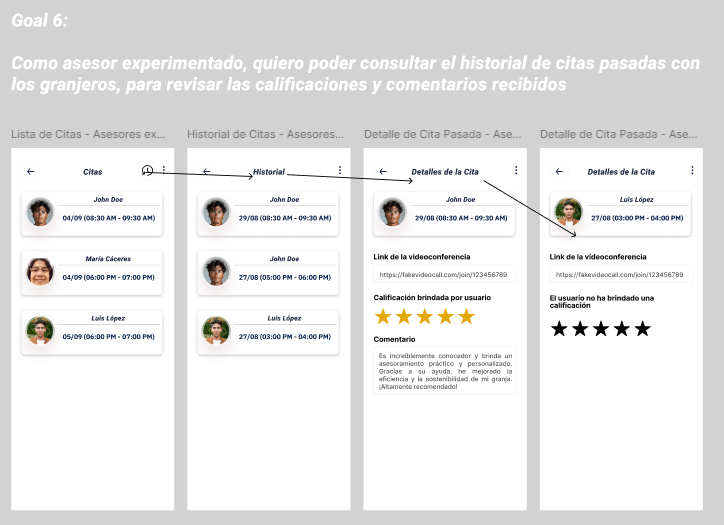 Goal 6:
Como asesor experimentado, quiero poder consultar el historial de citas pasadas con
los granjeros, para revisar las calificaciones y comentarios recibidos
Lista de Citas - Asesores ex...
Citas
John Doe
04/09 (08:30 AM - 09:30 AM)
María Cáceres
04/09 (06:00 PM - 07:00 PM)
Luis López
05/09 (06:00 PM - 07:00 PM)
Historial de Citas - Asesores...
Historial
John Doe
29/08 (08:30 AM - 09:30 AM)
John Doe
27/08 (05:00 PM - 06:00 PM)
Luis López
27/08 (03:00 PM - 04:00 PM)
Detalle de Cita Pasada - Ase...
Detalles de la Cita
John Doe
29/08 (08:30 AM - 09:30 AM)
Link de la videoconferencia
https://fakevideocall.com/join/123456789
Calificación brindada por usuario
Comentario
Es increíblemente conocedor y brinda un
asesoramiento práctico y personalizado.
Gracias a su ayuda, he mejorado la
eficiencia y la sostenibilidad de mi granja.
¡Altamente recomendado!
Detalle de Cita Pasada - Ase...
Detalles de la Cita
Luis López
27/08 (03:00 PM - 04:00 PM)
Link de la videoconferencia
https://fakevideocall.com/join/123456789
El usuario no ha brindado una
calificación